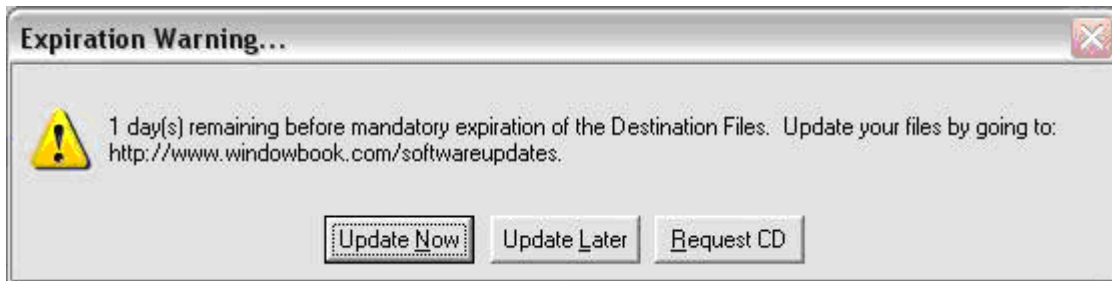 Expiration Warning...
1 day(s) remaining before mandatory expiration of the Destination Files.  Update your files by going to:
http://www.windowbook.com/softwareupdates.
Update Now
Update Later
Request CD